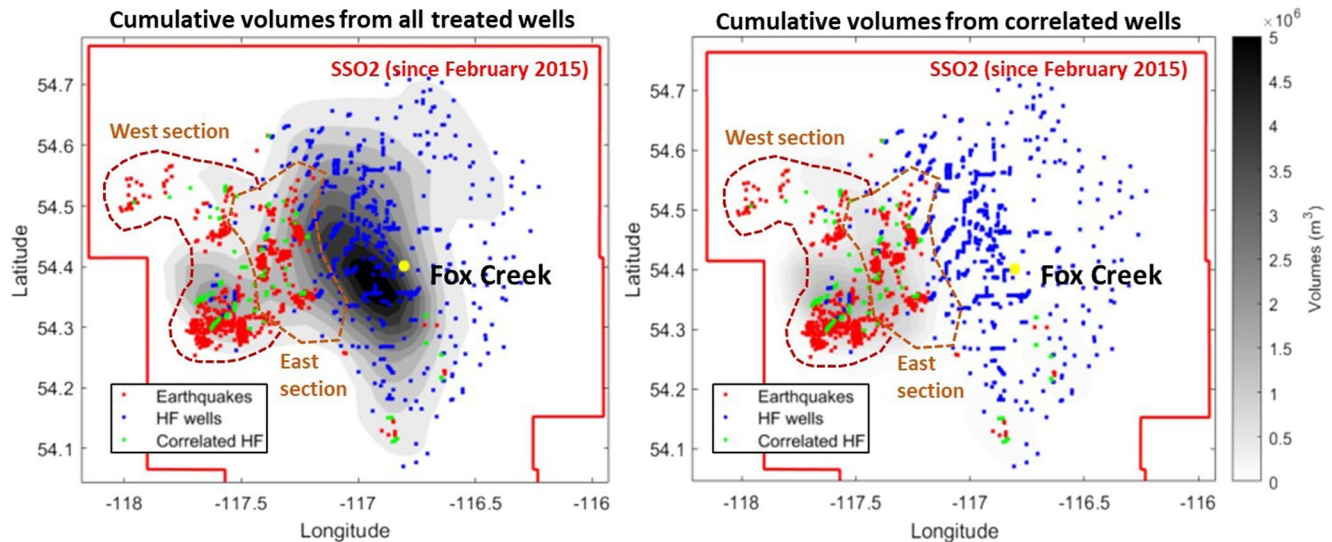 Cumulative volumes from all treated wells
SSO2 (since February 2015)
West section
Fox Creek
East
section
Earthquakes
HF wells
Correlated HF
54.7
54.6
54.5
54.4
54.3
54.2
54.1
Latitude
-118
-117.5
-117
-116.5
-116
Longitude
Cumulative volumes from correlated wells
SSO2 (since February 2015)
West section
Fox Creek
East
section
Earthquakes
HF wells
Correlated HF
54.7
54.6
54.5
54.4
54.3
54.2
54.1
Latitude
-118
-117.5
-117
-116.5
-116
Longitude
×10⁶
5
4.5
4
3.5
3
2.5
2
1.5
1
0.5
0
Volumes (m³)